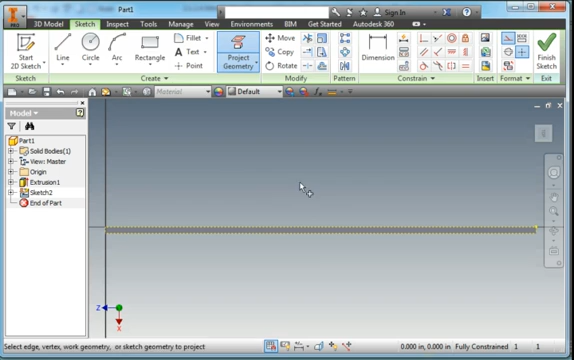 Part1
Sign In
3D Model Sketch Inspect Tools Manage View Environments BIM Get Started Autodesk 360
Start
2D Sketch
Line
Circle
Arc
Rectangle
Fillet
Text
Point
Project
Geometry
Move
Copy
Rotate
Dimension
Finish
Sketch
Sketch Create Modify Pattern Constrain Insert Format Exit
Material Default
Model
Part1
Solid Bodies(1)
View: Master
Origin
Extrusion1
Sketch2
End of Part
Z
X
Select edge, vertex, work geometry, or sketch geometry to project 0.000 in, 0.000 in Fully Constrained 1 1